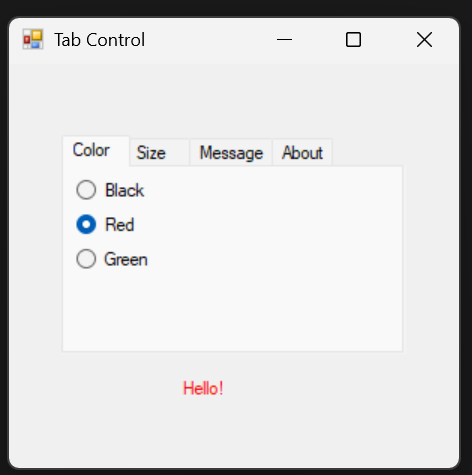 Tab Control
Color Size Message About
Black
Red
Green
Hello!